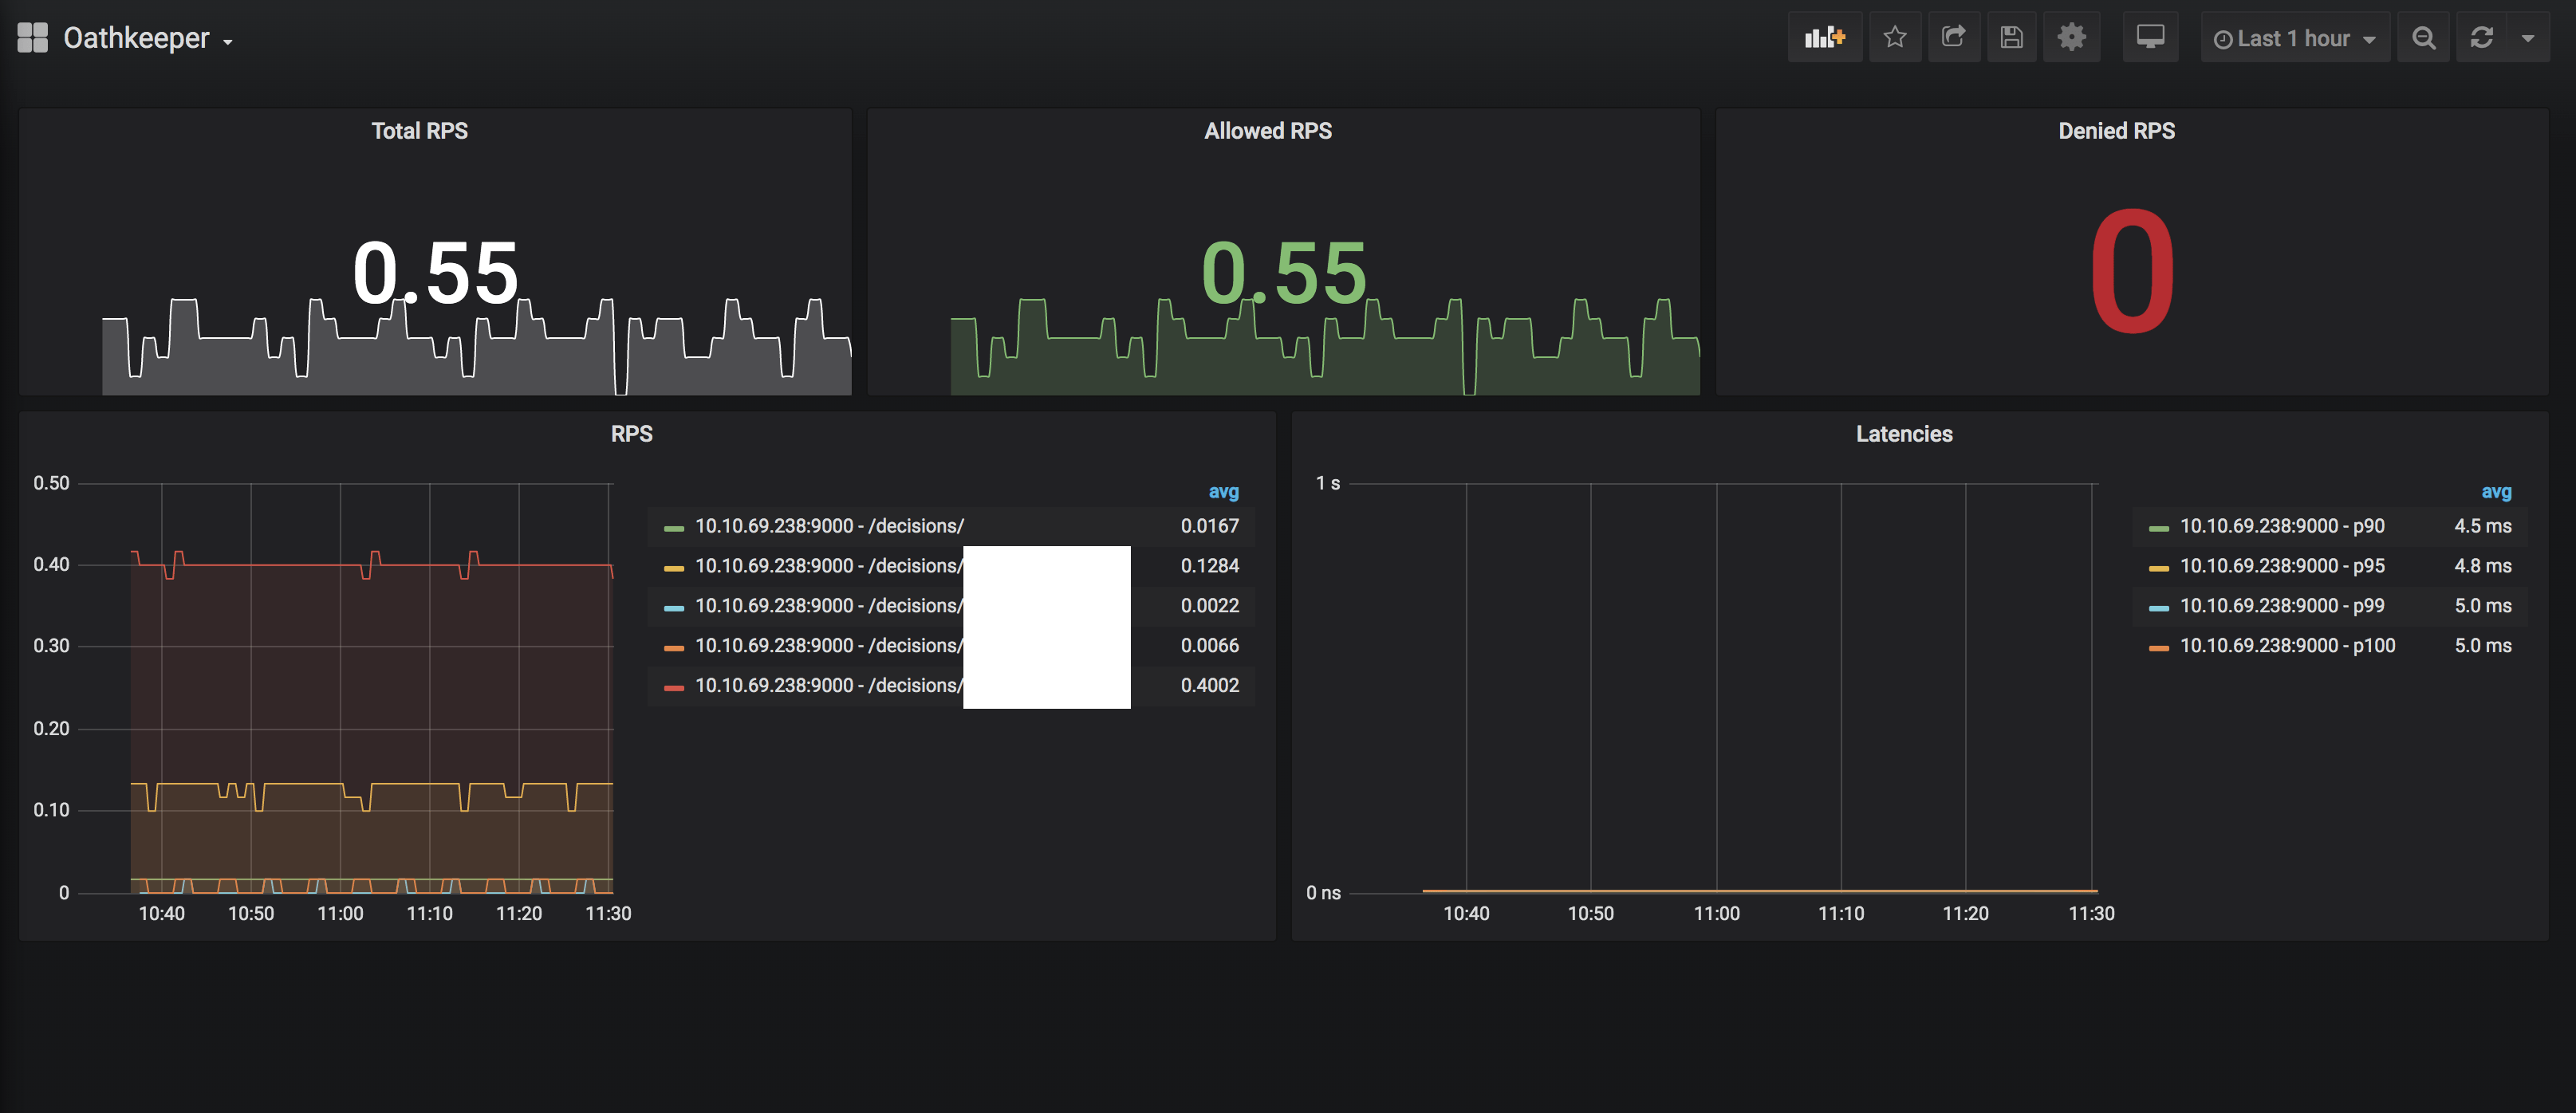 Oathkeeper
Last 1 hour
Total RPS
0.55
Allowed RPS
0.55
Denied RPS
0
RPS
0.50
0.40
0.30
0.20
0.10
0
10:40 10:50 11:00 11:10 11:20 11:30
avg
10.10.69.238:9000 - /decisions/ 0.0167
10.10.69.238:9000 - /decisions/ 0.1284
10.10.69.238:9000 - /decisions/ 0.0022
10.10.69.238:9000 - /decisions/ 0.0066
10.10.69.238:9000 - /decisions/ 0.4002
Latencies
1 s
0 ns
10:40 10:50 11:00 11:10 11:20 11:30
avg
10.10.69.238:9000 - p90 4.5 ms
10.10.69.238:9000 - p95 4.8 ms
10.10.69.238:9000 - p99 5.0 ms
10.10.69.238:9000 - p100 5.0 ms